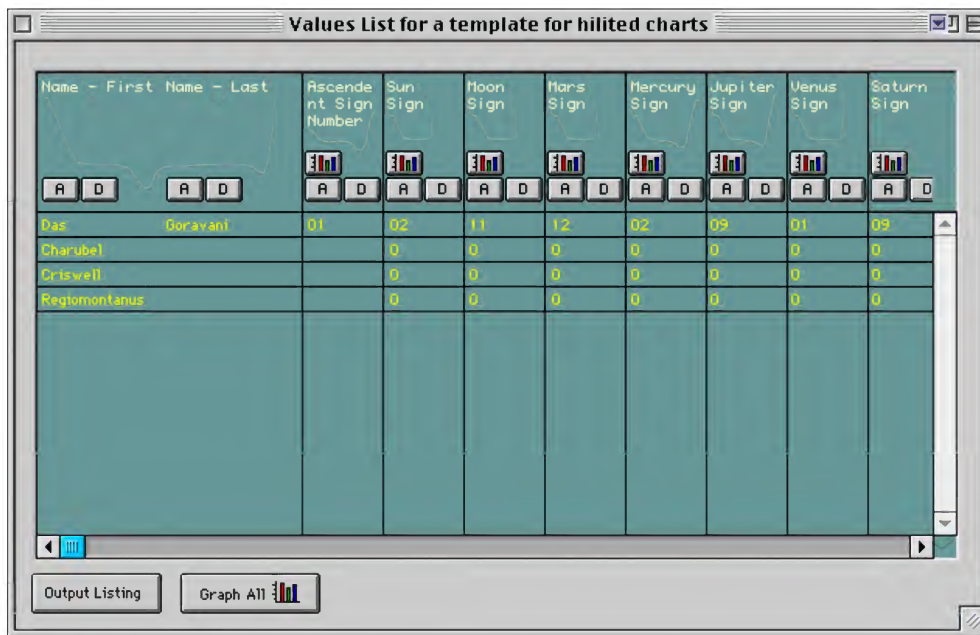 Values List for a template for hilited charts
Name - First Name - Last
Ascende
nt Sign
Number
Sun
Sign
Moon
Sign
Mars
Sign
Mercury
Sign
Jupiter
Sign
Venus
Sign
Saturn
Sign
A D A D A D A D A D A D A D A D A D A D
Das Goravani 01 02 11 12 02 09 01 09
Charubel 0 0 0 0 0 0 0
Criswell 0 0 0 0 0 0 0
Regiomontanus 0 0 0 0 0 0 0
Output Listing Graph All